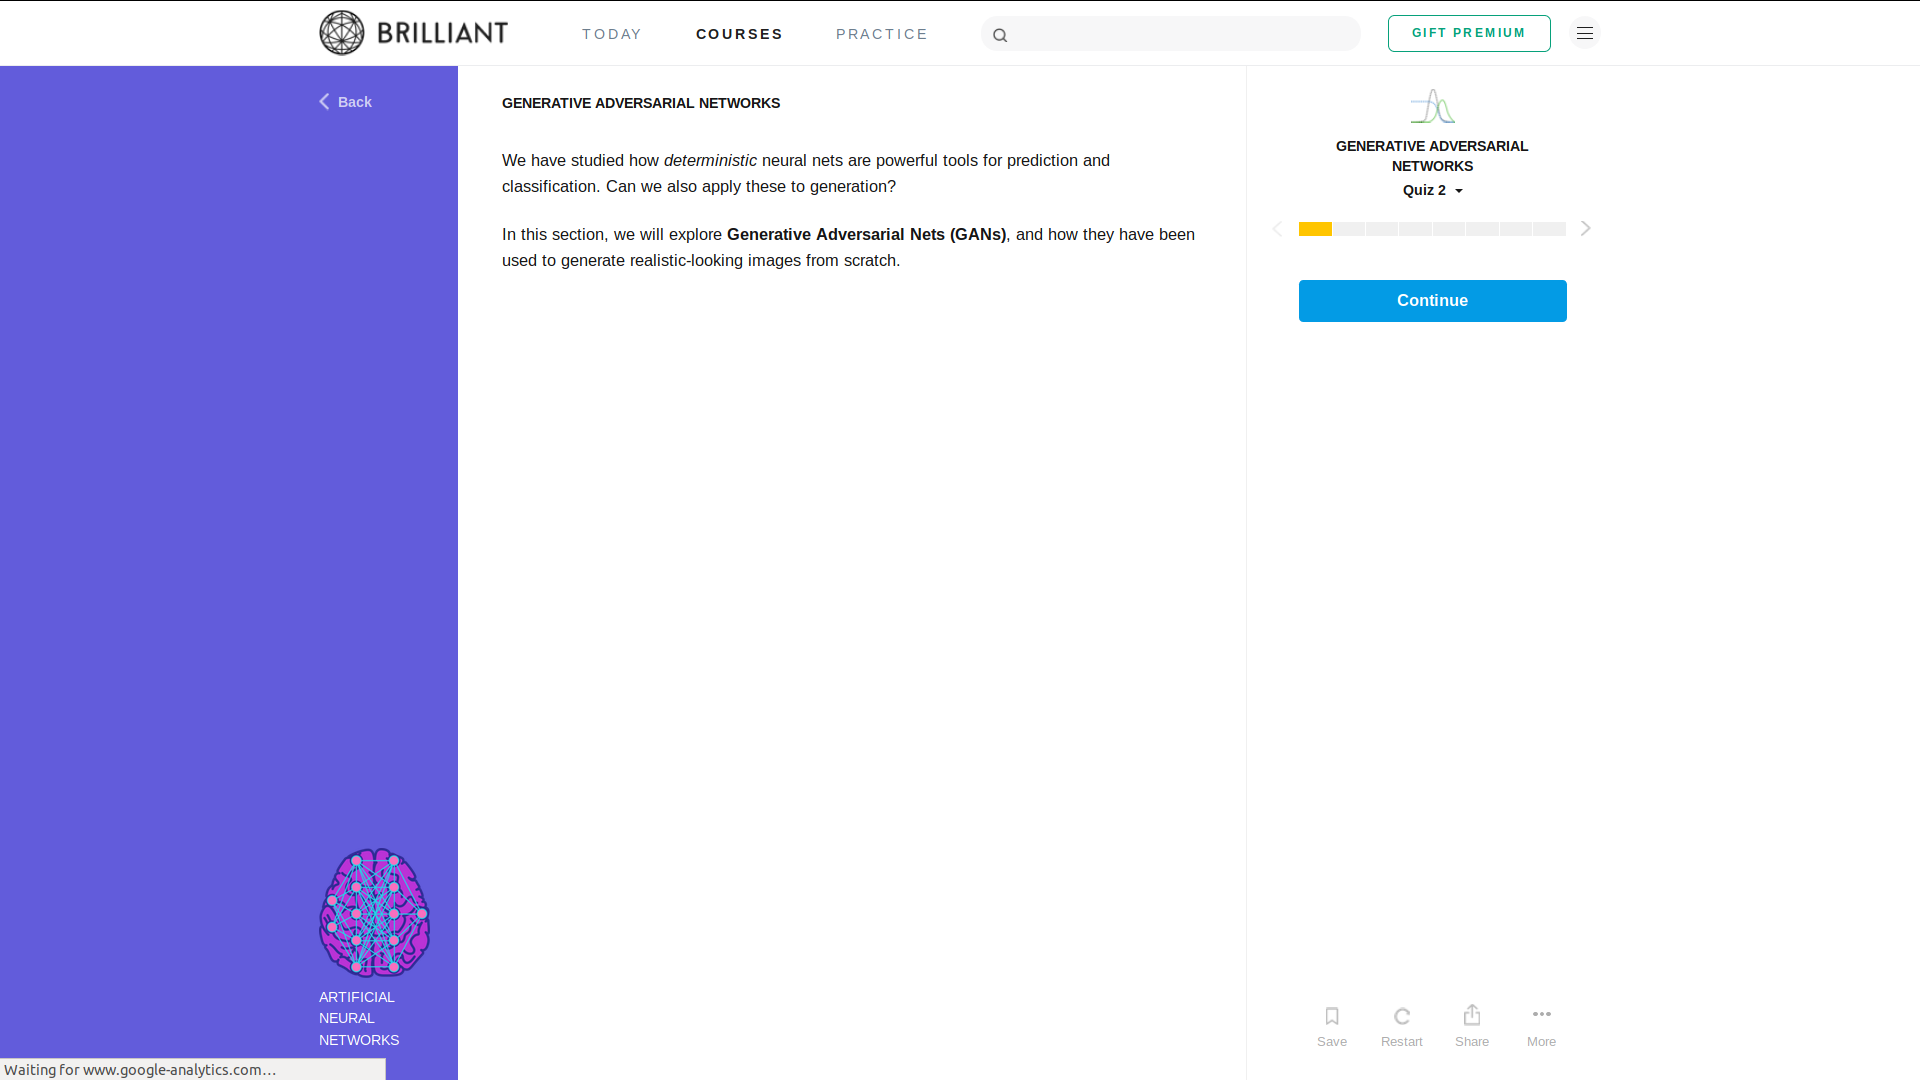 BRILLIANT
TODAY
COURSES
PRACTICE
GIFT PREMIUM
Back
GENERATIVE ADVERSARIAL NETWORKS
We have studied how deterministic neural nets are powerful tools for prediction and
classification. Can we also apply these to generation?
In this section, we will explore Generative Adversarial Nets (GANs), and how they have been
used to generate realistic-looking images from scratch.
GENERATIVE ADVERSARIAL
NETWORKS
Quiz 2
Continue
ARTIFICIAL
NEURAL
NETWORKS
Save
Restart
Share
More
Waiting for www.google-analytics.com…